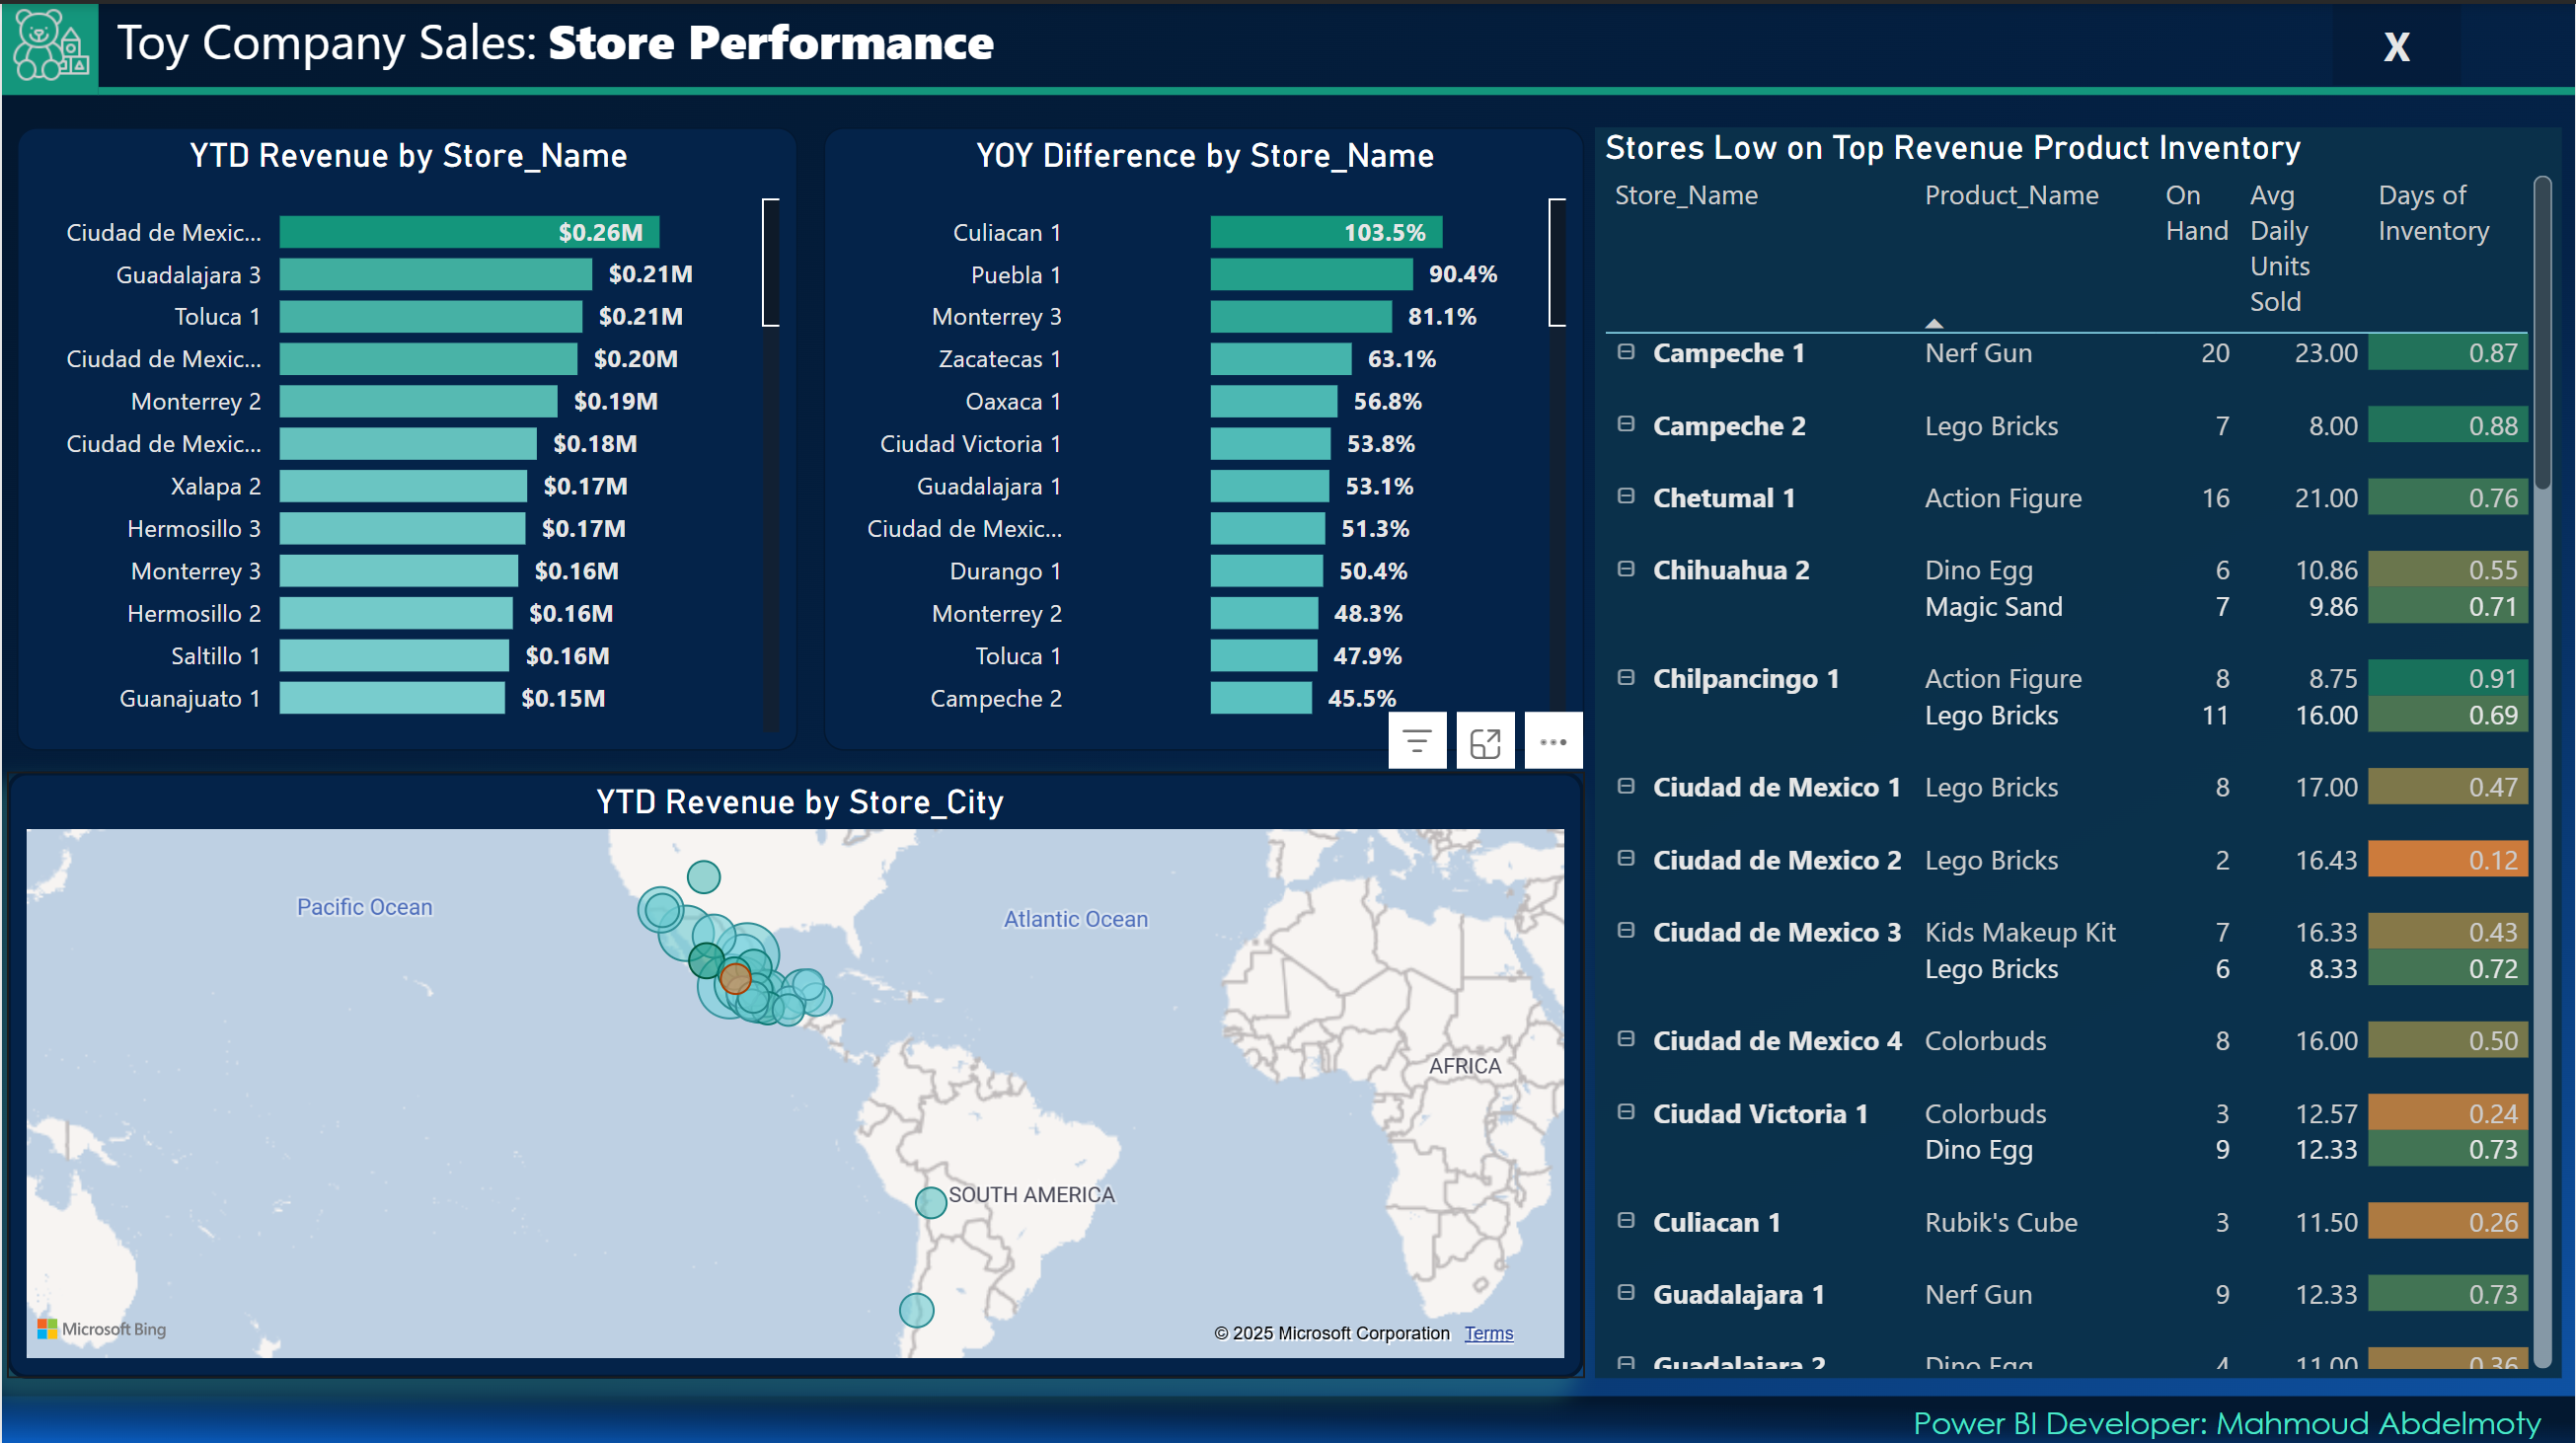 Toy Company Sales: Store Performance
X
YTD Revenue by Store_Name
Ciudad de Mexic... $0.26M
Guadalajara 3 $0.21M
Toluca 1 $0.21M
Ciudad de Mexic... $0.20M
Monterrey 2 $0.19M
Ciudad de Mexic... $0.18M
Xalapa 2 $0.17M
Hermosillo 3 $0.17M
Monterrey 3 $0.16M
Hermosillo 2 $0.16M
Saltillo 1 $0.16M
Guanajuato 1 $0.15M
YOY Difference by Store_Name
Culiacan 1 103.5%
Puebla 1 90.4%
Monterrey 3 81.1%
Zacatecas 1 63.1%
Oaxaca 1 56.8%
Ciudad Victoria 1 53.8%
Guadalajara 1 53.1%
Ciudad de Mexic... 51.3%
Durango 1 50.4%
Monterrey 2 48.3%
Toluca 1 47.9%
Campeche 2 45.5%
YTD Revenue by Store_City
Pacific Ocean
Atlantic Ocean
AFRICA
SOUTH AMERICA
Microsoft Bing
© 2025 Microsoft Corporation Terms
Stores Low on Top Revenue Product Inventory
Store_Name Product_Name On Hand Avg Daily Units Sold Days of Inventory
Campeche 1 Nerf Gun 20 23.00 0.87
Campeche 2 Lego Bricks 7 8.00 0.88
Chetumal 1 Action Figure 16 21.00 0.76
Chihuahua 2 Dino Egg 6 10.86 0.55
Magic Sand 7 9.86 0.71
Chilpancingo 1 Action Figure 8 8.75 0.91
Lego Bricks 11 16.00 0.69
Ciudad de Mexico 1 Lego Bricks 8 17.00 0.47
Ciudad de Mexico 2 Lego Bricks 2 16.43 0.12
Ciudad de Mexico 3 Kids Makeup Kit 7 16.33 0.43
Lego Bricks 6 8.33 0.72
Ciudad de Mexico 4 Colorbuds 8 16.00 0.50
Ciudad Victoria 1 Colorbuds 3 12.57 0.24
Dino Egg 9 12.33 0.73
Culiacan 1 Rubik's Cube 3 11.50 0.26
Guadalajara 1 Nerf Gun 9 12.33 0.73
Guadalajara 2 Dino Egg 4 11.00 0.36
Power BI Developer: Mahmoud Abdelmoty